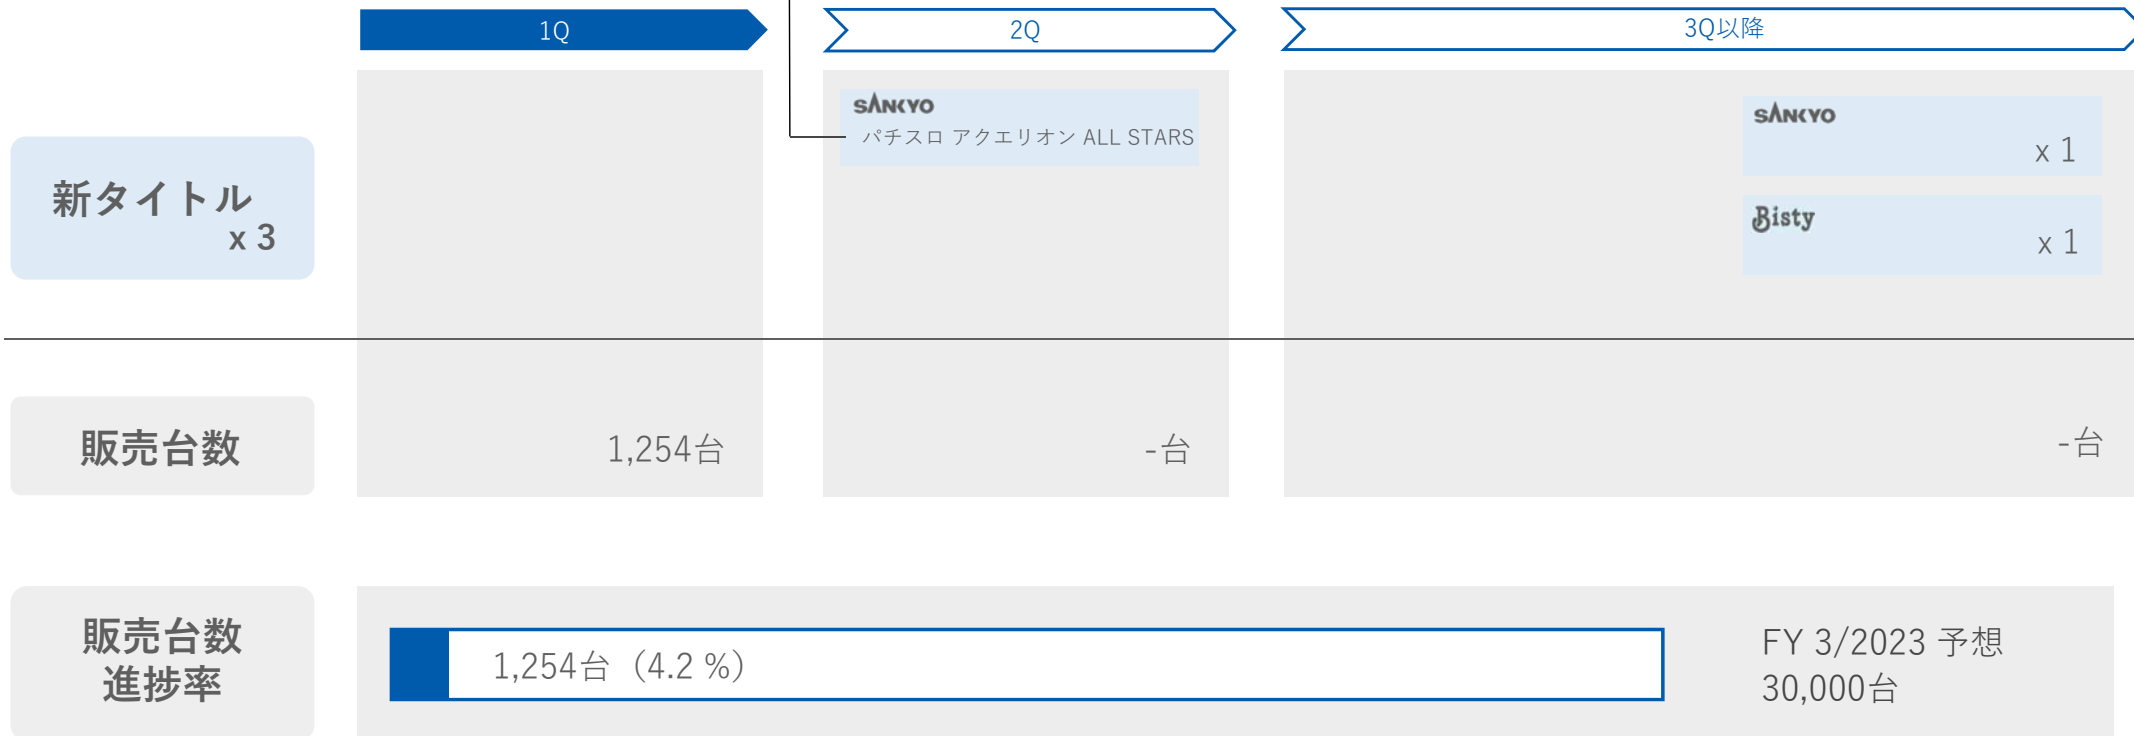 1Q
2Q
3Q以降
新タイトル
x 3
SANKYO
パチスロ アクエリオン ALL STARS
SANKYO
x 1
Bisty
x 1
販売台数
1,254台
-台
-台
販売台数
進捗率
1,254台（4.2 %）
FY 3/2023 予想
30,000台